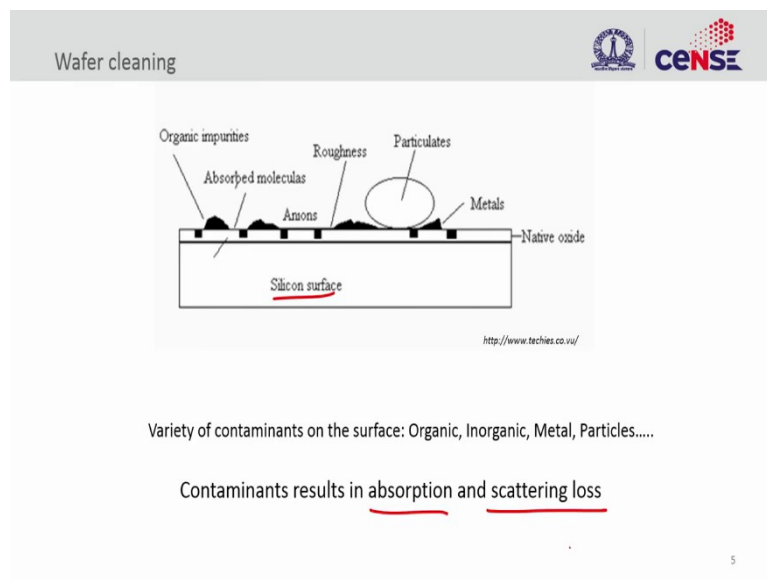 Wafer cleaning
CeNSE
Organic impurities
Roughness
Particulates
Absorbed moleculas
Anions
Metals
Native oxide
Silicon surface
http://www.techies.co.vu/
Variety of contaminants on the surface: Organic, Inorganic, Metal, Particles.....
Contaminants results in absorption and scattering loss
5